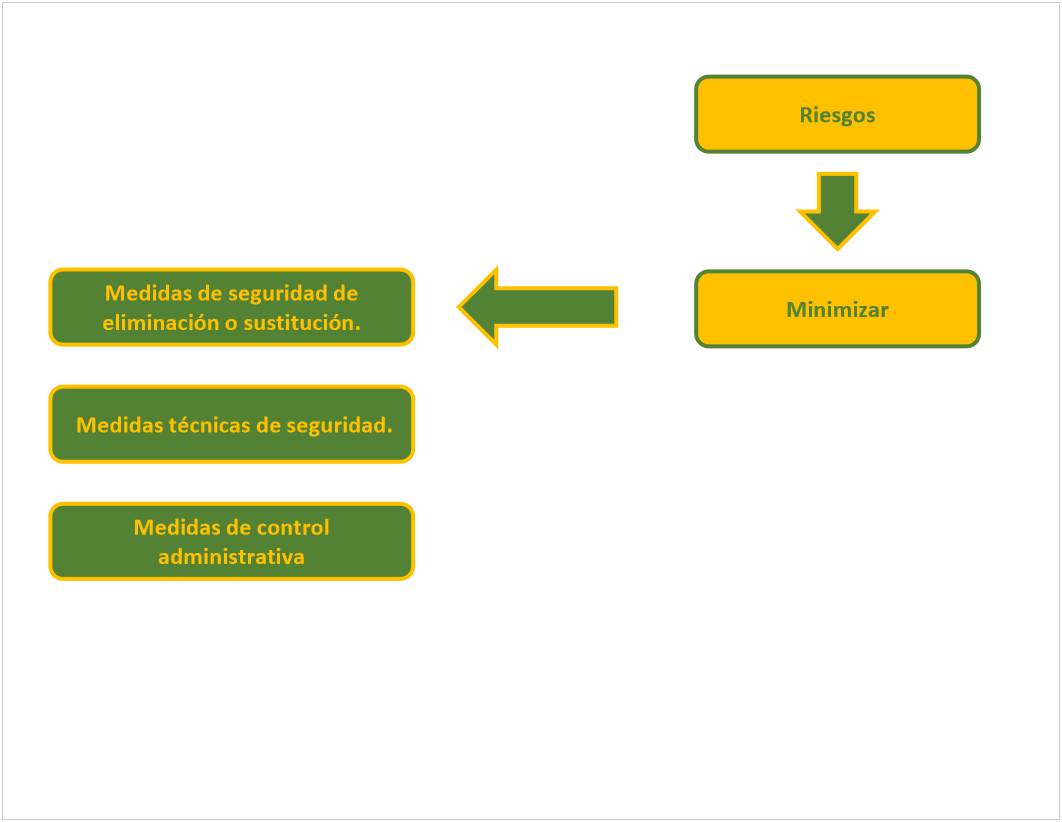 Riesgos
Minimizar
Medidas de seguridad de
eliminación o sustitución.
Medidas técnicas de seguridad.
Medidas de control
administrativa